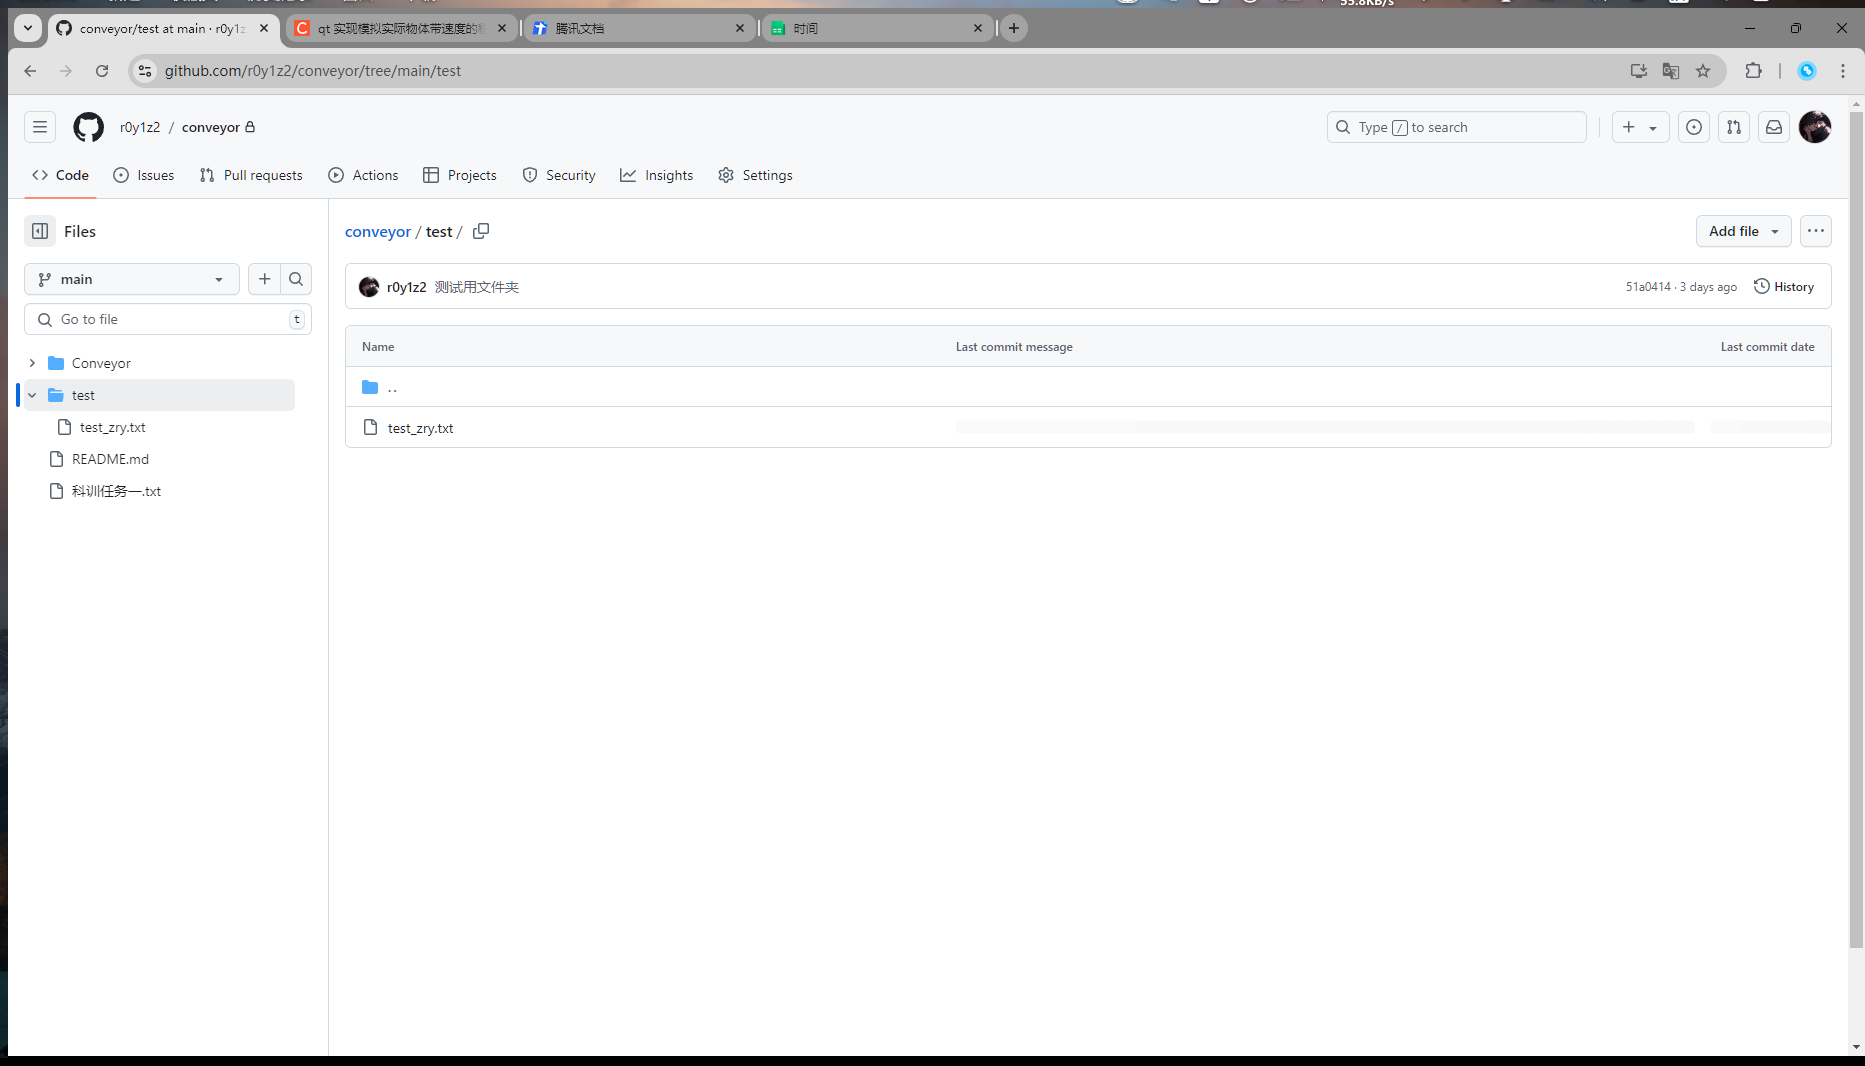 55.8KB/s
conveyor/test at main · r0y1z
qt 实现模拟实际物体带速度的
腾讯文档
时间
github.com/r0y1z2/conveyor/tree/main/test
r0y1z2 / conveyor
Type / to search
Code
Issues
Pull requests
Actions
Projects
Security
Insights
Settings
Files
conveyor / test /
Add file
main
r0y1z2 测试用文件夹
51a0414 · 3 days ago
History
Go to file
t
Name
Last commit message
Last commit date
Conveyor
..
test
test_zry.txt
test_zry.txt
README.md
科训任务一.txt